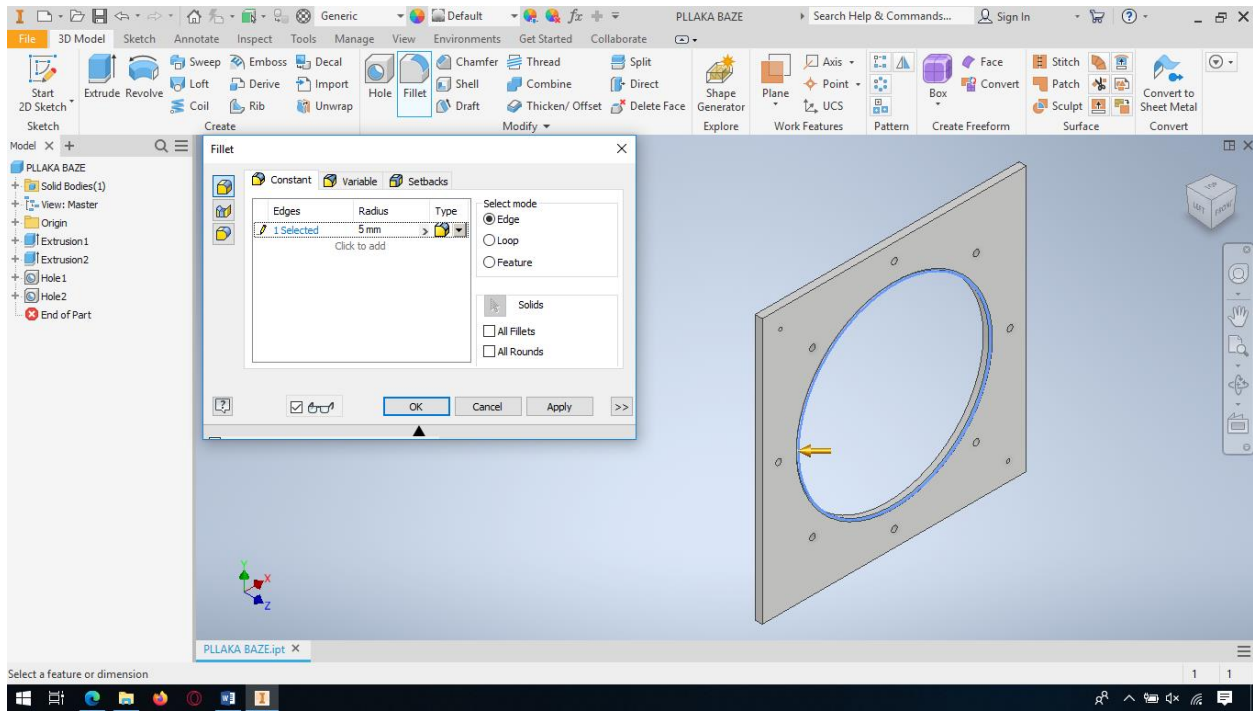 Generic Default fx PLLAKA BAZE Search Help & Commands... Sign In
File 3D Model Sketch Annotate Inspect Tools Manage View Environments Get Started Collaborate
Start 2D Sketch
Extrude Revolve
Sweep Emboss Decal
Loft Derive Import
Coil Rib Unwrap
Hole Fillet
Chamfer Thread Split
Shell Combine Direct
Draft Thicken/ Offset Delete Face
Shape Generator
Plane
Axis
Point
UCS
Box
Face
Convert
Stitch
Patch
Sculpt
Convert to Sheet Metal
Sketch Create Modify Explore Work Features Pattern Create Freeform Surface Convert
Model
PLLAKA BAZE
Solid Bodies(1)
View: Master
Origin
Extrusion1
Extrusion2
Hole1
Hole2
End of Part
Fillet
Constant Variable Setbacks
Edges Radius Type
1 Selected 5 mm
Click to add
Select mode
Edge
Loop
Feature
Solids
All Fillets
All Rounds
OK Cancel Apply >>
TOP
LEFT FRONT
Y
X
Z
PLLAKA BAZE.ipt
Select a feature or dimension 1 1